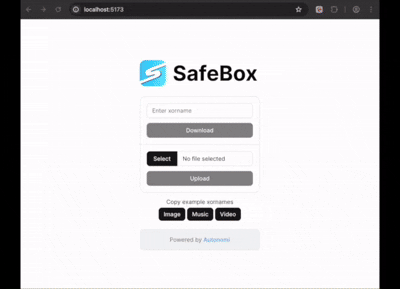 localhost:5173
SafeBox
Enter xorname
Download
Select No file selected
Upload
Copy example xornames
Image Music Video
Powered by Autonomi